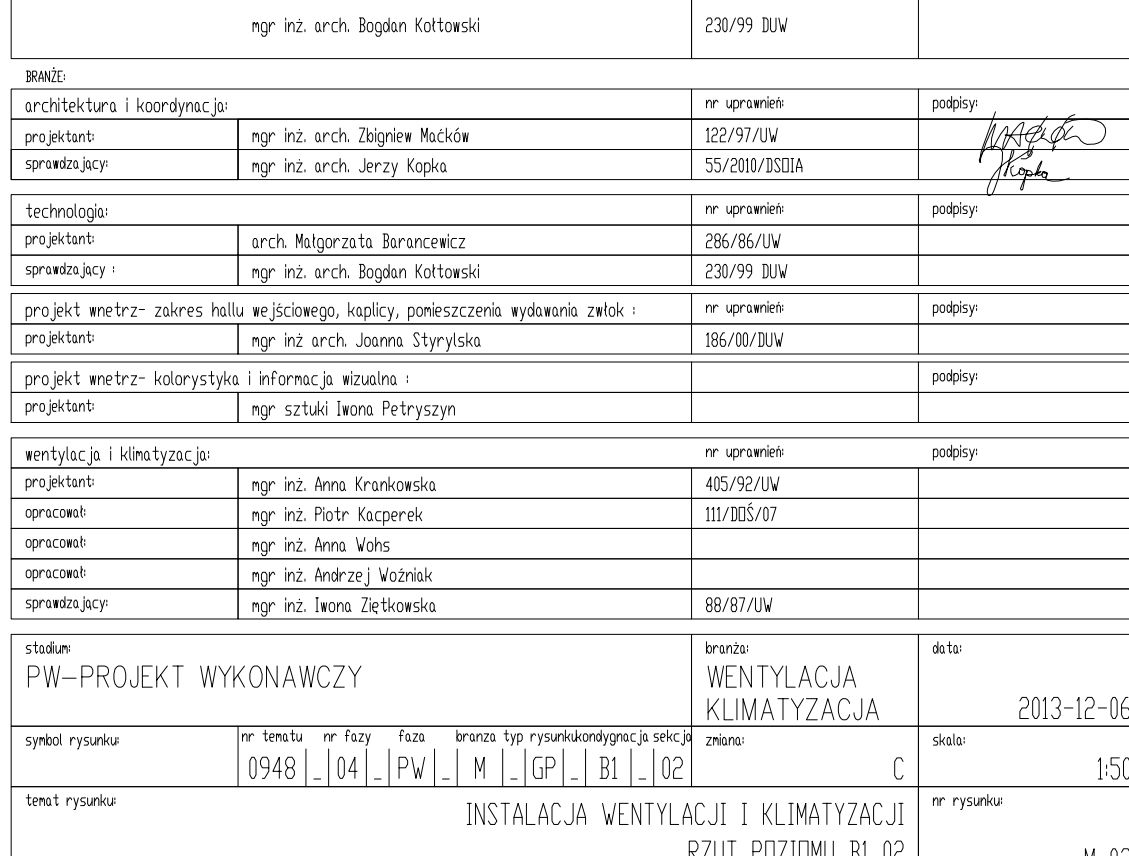 mgr inż. arch. Bogdan Kołtowski 230/99 DUW
BRANŻE:
architektura i koordynacja: nr uprawnień: podpisy:
projektant: mgr inż. arch. Zbigniew Maćków 122/97/UW
sprawdzający: mgr inż. arch. Jerzy Kopka 55/2010/DS▯IA Kopka
technologia: nr uprawnień: podpisy:
projektant: arch. Małgorzata Barancewicz 286/86/UW
sprawdzający : mgr inż. arch. Bogdan Kołtowski 230/99 DUW
projekt wnetrz- zakres hallu wejściowego, kaplicy, pomieszczenia wydawania zwłok : nr uprawnień: podpisy:
projektant: mgr inż arch. Joanna Styrylska 186/00/DUW
projekt wnetrz- kolorystyka i informacja wizualna : podpisy:
projektant: mgr sztuki Iwona Petryszyn
wentylacja i klimatyzacja: nr uprawnień: podpisy:
projektant: mgr inż. Anna Krankowska 405/92/UW
opracował: mgr inż. Piotr Kacperek 111/D▯Ś/07
opracował: mgr inż. Anna Wohs
opracował: mgr inż. Andrzej Woźniak
sprawdzający: mgr inż. Iwona Ziętkowska 88/87/UW
stadium: branża: data:
PW-PROJEKT WYKONAWCZY WENTYLACJA
KLIMATYZACJA 2013-12-06
symbol rysunku: nr tematu nr fazy faza branza typ rysunku kondygnacja sekcja zmiana: skala:
0948 _ 04 _ PW _ M _ GP _ B1 _ 02 C 1:50
temat rysunku: nr rysunku:
INSTALACJA WENTYLACJI I KLIMATYZACJI
RZUT POZIOMU B1 02